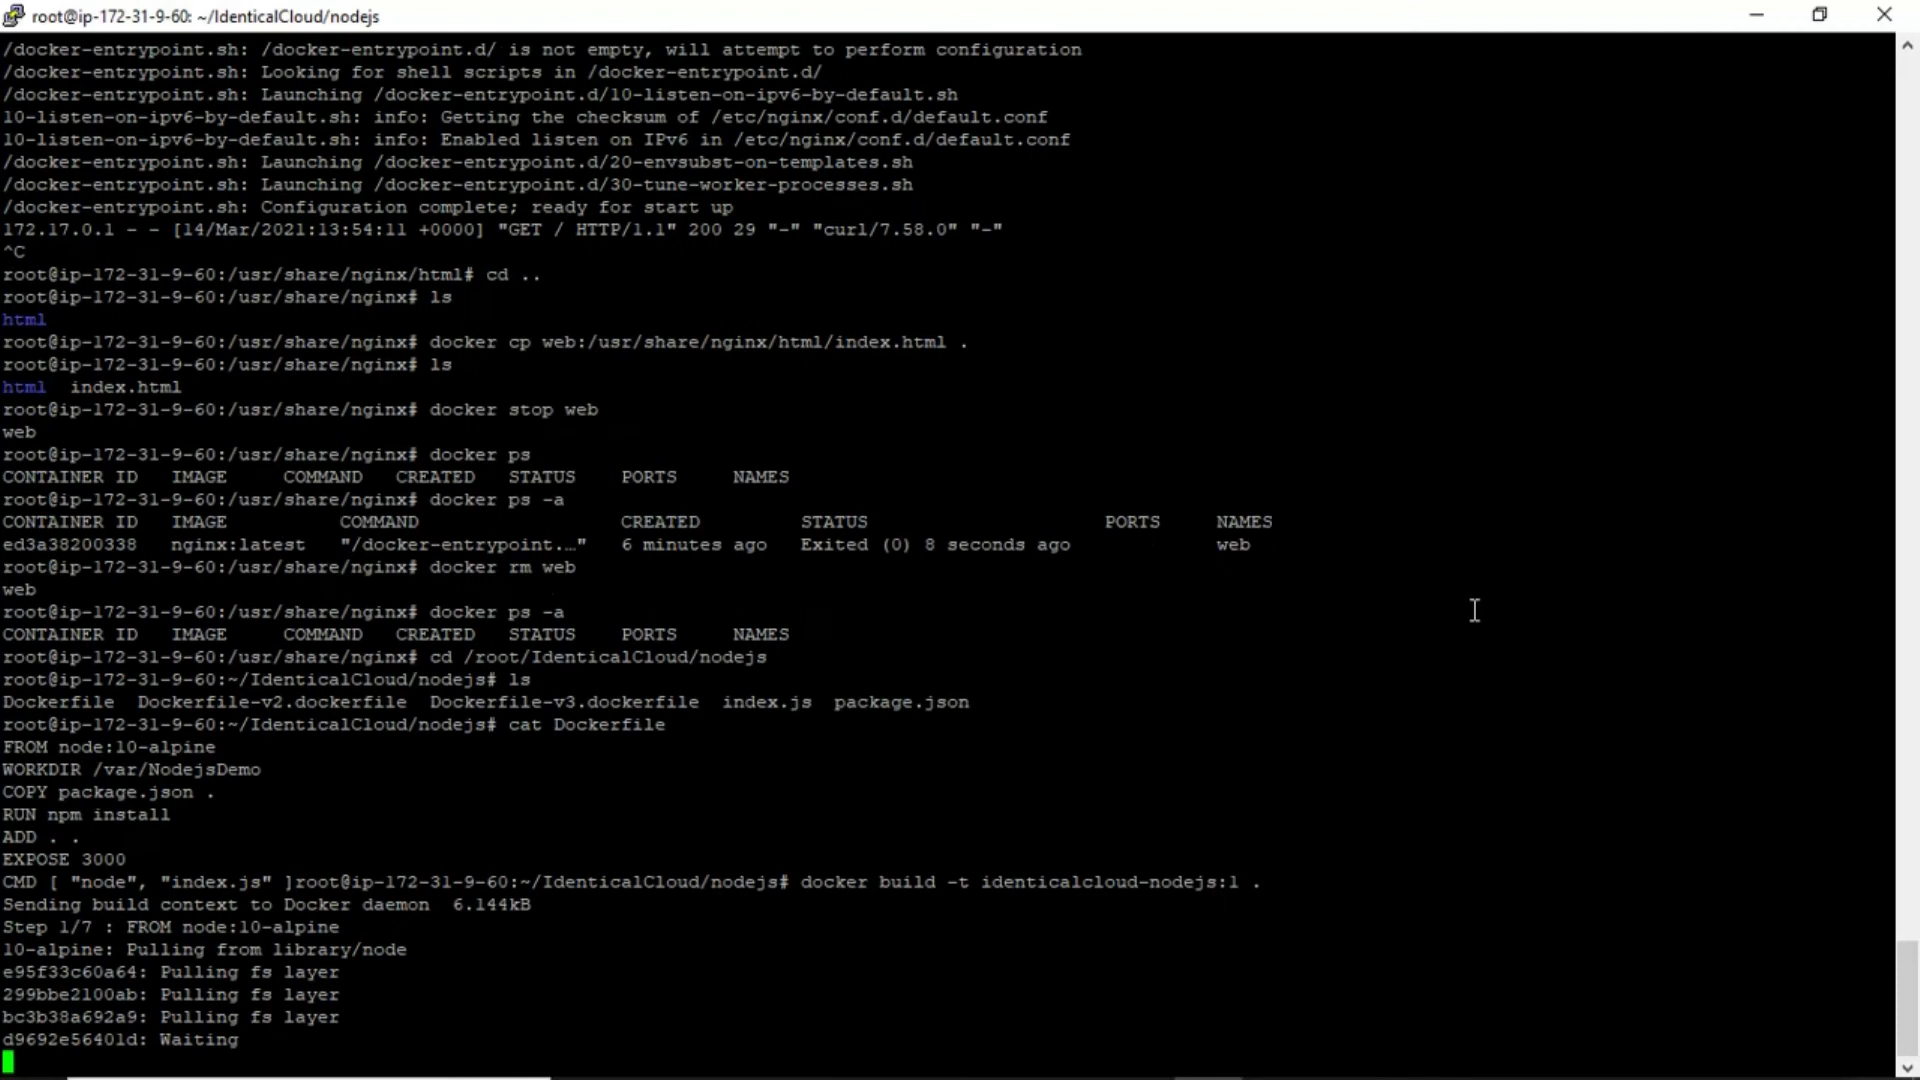 root@ip-172-31-9-60: ~/IdenticalCloud/nodejs
/docker-entrypoint.sh: /docker-entrypoint.d/ is not empty, will attempt to perform configuration
/docker-entrypoint.sh: Looking for shell scripts in /docker-entrypoint.d/
/docker-entrypoint.sh: Launching /docker-entrypoint.d/10-listen-on-ipv6-by-default.sh
10-listen-on-ipv6-by-default.sh: info: Getting the checksum of /etc/nginx/conf.d/default.conf
10-listen-on-ipv6-by-default.sh: info: Enabled listen on IPv6 in /etc/nginx/conf.d/default.conf
/docker-entrypoint.sh: Launching /docker-entrypoint.d/20-envsubst-on-templates.sh
/docker-entrypoint.sh: Launching /docker-entrypoint.d/30-tune-worker-processes.sh
/docker-entrypoint.sh: Configuration complete; ready for start up
172.17.0.1 - - [14/Mar/2021:13:54:11 +0000] "GET / HTTP/1.1" 200 29 "-" "curl/7.58.0" "-"
^C
root@ip-172-31-9-60:/usr/share/nginx/html# cd ..
root@ip-172-31-9-60:/usr/share/nginx# ls
html
root@ip-172-31-9-60:/usr/share/nginx# docker cp web:/usr/share/nginx/html/index.html .
root@ip-172-31-9-60:/usr/share/nginx# ls
html  index.html
root@ip-172-31-9-60:/usr/share/nginx# docker stop web
web
root@ip-172-31-9-60:/usr/share/nginx# docker ps
CONTAINER ID   IMAGE     COMMAND   CREATED   STATUS    PORTS     NAMES
root@ip-172-31-9-60:/usr/share/nginx# docker ps -a
CONTAINER ID   IMAGE          COMMAND                  CREATED         STATUS                     PORTS     NAMES
ed3a38200338   nginx:latest   "/docker-entrypoint.…"   6 minutes ago   Exited (0) 8 seconds ago             web
root@ip-172-31-9-60:/usr/share/nginx# docker rm web
web
root@ip-172-31-9-60:/usr/share/nginx# docker ps -a
CONTAINER ID   IMAGE     COMMAND   CREATED   STATUS    PORTS     NAMES
root@ip-172-31-9-60:/usr/share/nginx# cd /root/IdenticalCloud/nodejs
root@ip-172-31-9-60:~/IdenticalCloud/nodejs# ls
Dockerfile  Dockerfile-v2.dockerfile  Dockerfile-v3.dockerfile  index.js  package.json
root@ip-172-31-9-60:~/IdenticalCloud/nodejs# cat Dockerfile
FROM node:10-alpine
WORKDIR /var/NodejsDemo
COPY package.json .
RUN npm install
ADD . .
EXPOSE 3000
CMD [ "node", "index.js" ]root@ip-172-31-9-60:~/IdenticalCloud/nodejs# docker build -t identicalcloud-nodejs:1 .
Sending build context to Docker daemon  6.144kB
Step 1/7 : FROM node:10-alpine
10-alpine: Pulling from library/node
e95f33c60a64: Pulling fs layer
299bbe2100ab: Pulling fs layer
bc3b38a692a9: Pulling fs layer
d9692e56401d: Waiting